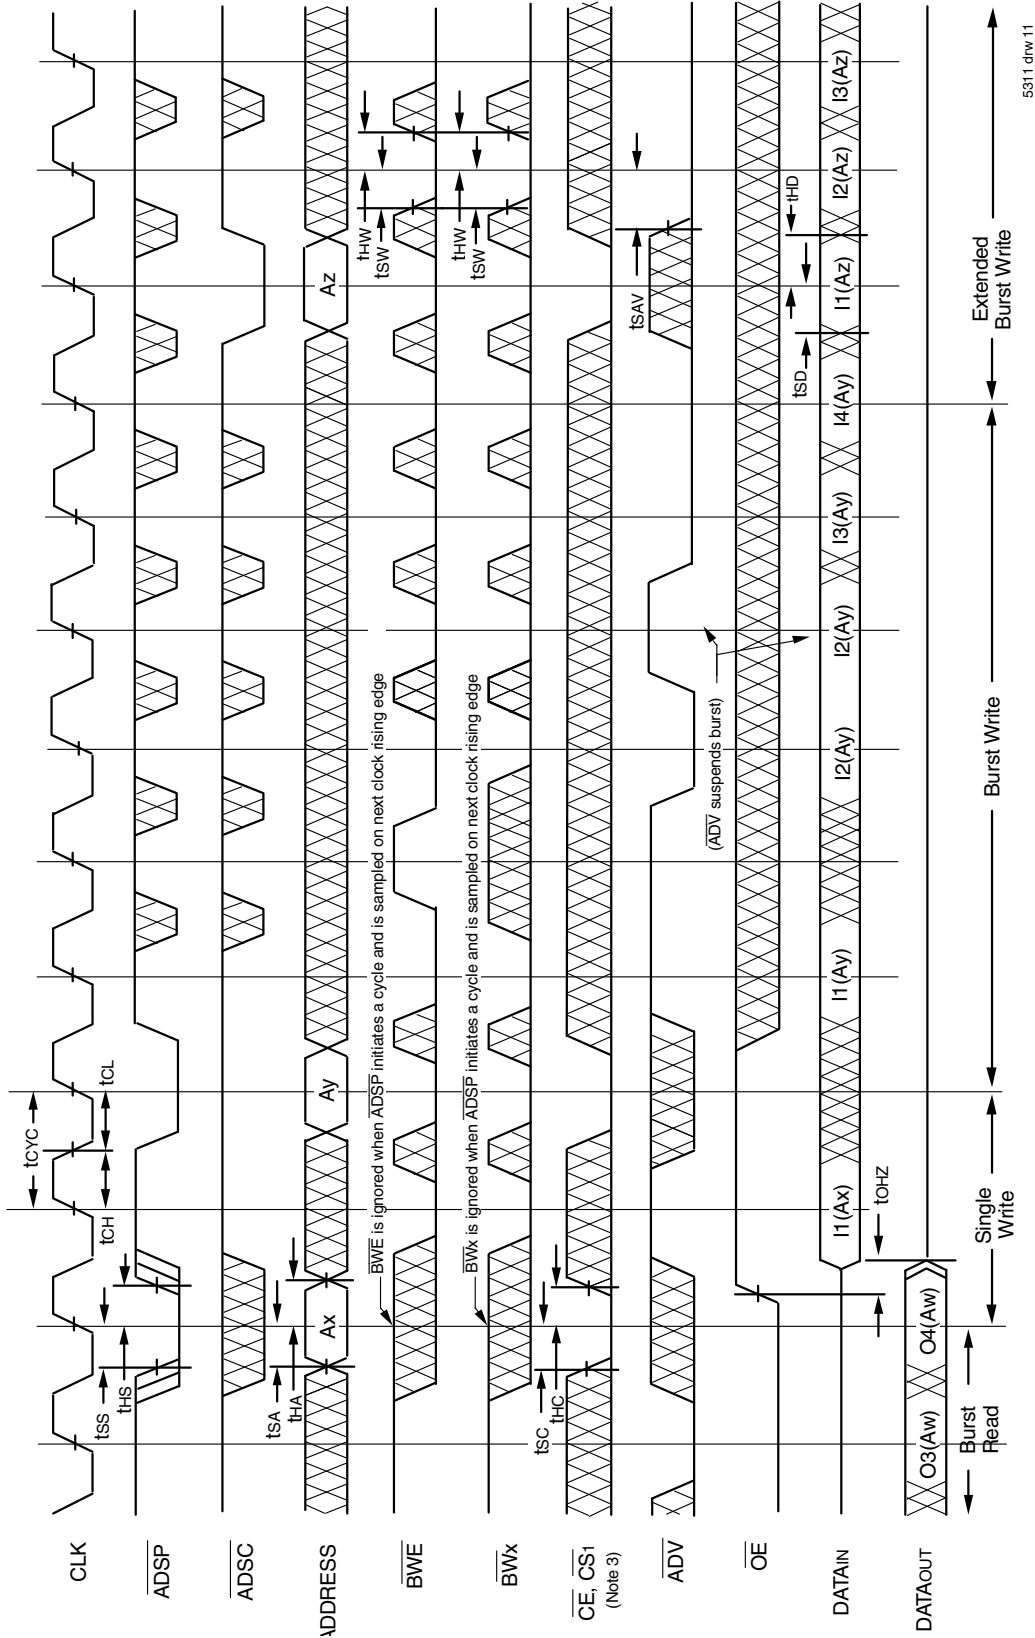 CLK
tCYC
tCH
tCL
tSS
tHS
ADSP
ADSC
tSA
tHA
ADDRESS
Ax
Ay
Az
BWE is ignored when ADSP initiates a cycle and is sampled on next clock rising edge
BWE
tHW
tSW
BWx is ignored when ADSP initiates a cycle and is sampled on next clock rising edge
BWx
tHW
tSW
tSC
tHC
CE, CS1
(Note 3)
ADV
tSAV
(ADV suspends burst)
OE
tSD
tHD
DATAIN
I1(Ax)
I1(Ay)
I2(Ay)
I2(Ay)
I3(Ay)
I4(Ay)
I1(Az)
I2(Az)
I3(Az)
tOHZ
DATAOUT
O3(Aw)
O4(Aw)
Burst
Read
Single
Write
Burst Write
Extended
Burst Write
5311 drw 11